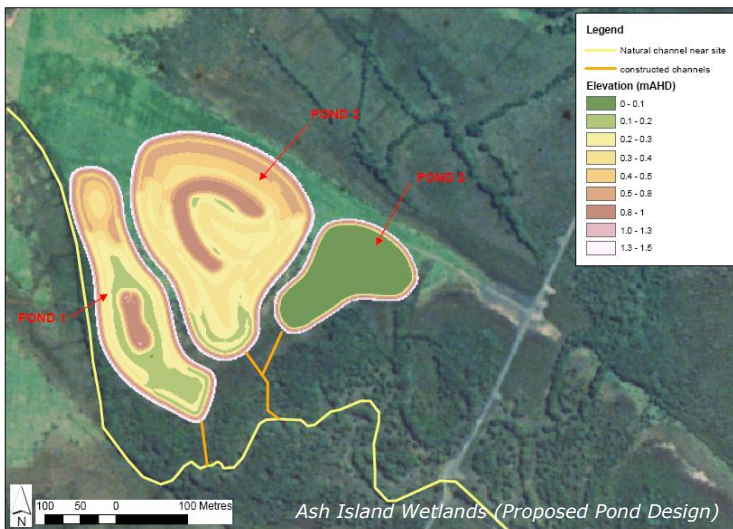 Legend
Natural channel near site
constructed channels
Elevation (mAHD)
0 - 0.1
0.1 - 0.2
0.2 - 0.3
0.3 - 0.4
0.4 - 0.5
0.5 - 0.8
0.8 - 1
1.0 - 1.3
1.3 - 1.5
POND 2
POND 3
POND 1
N
100 50 0 100 Metres
Ash Island Wetlands (Proposed Pond Design)